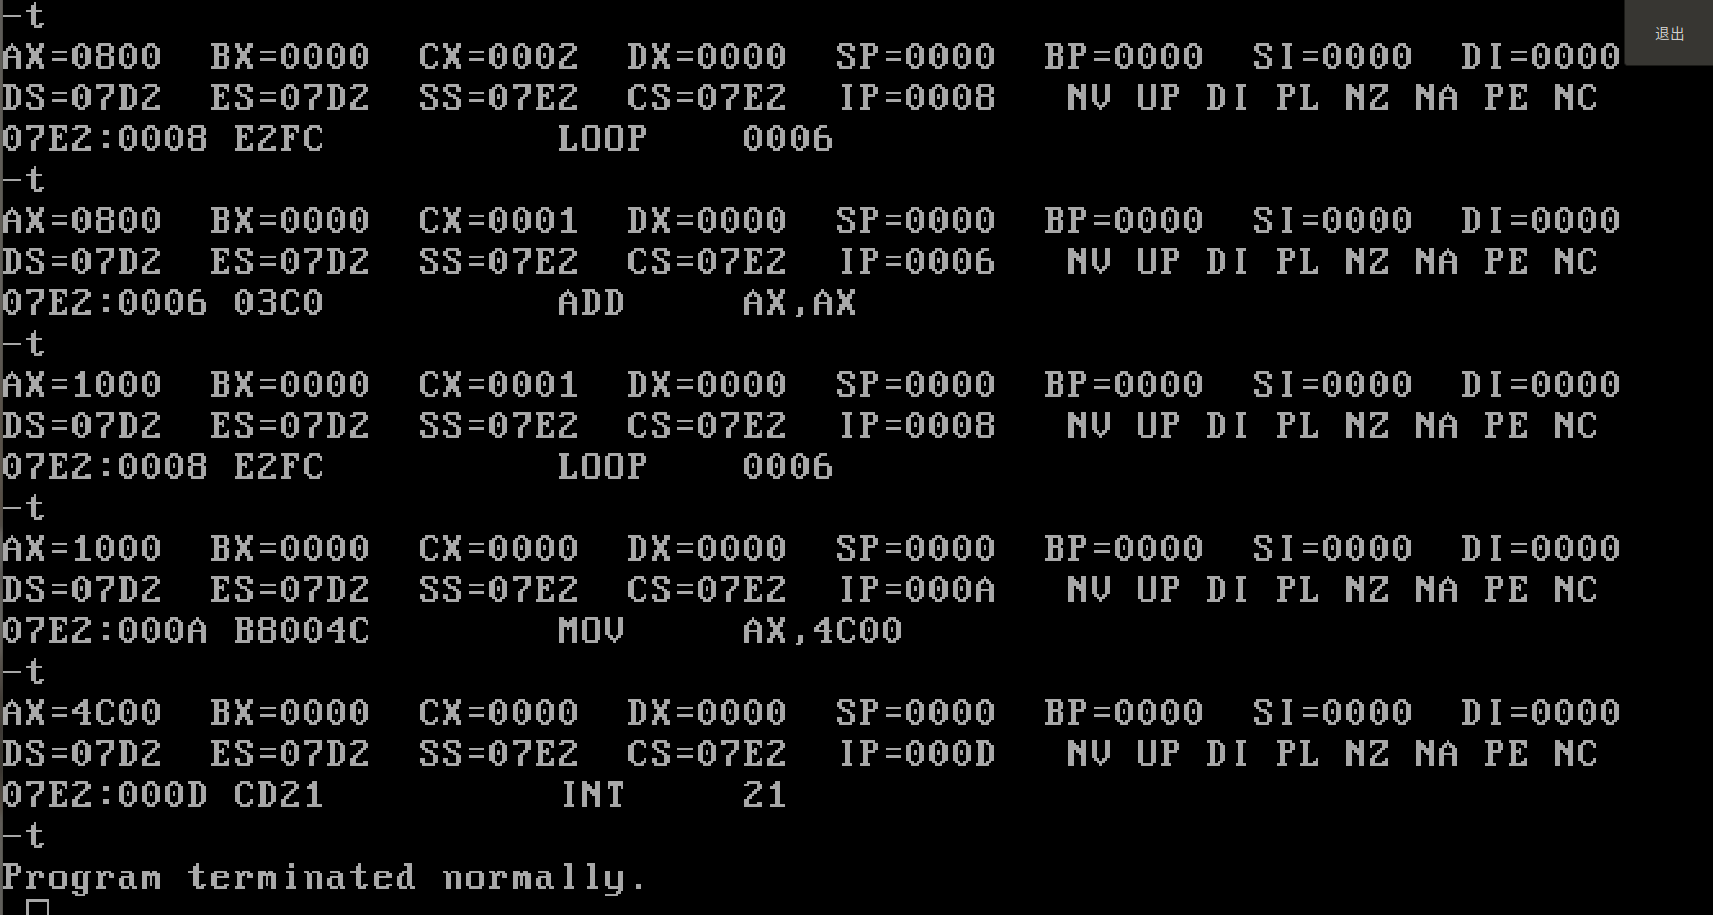 -t
退出
AX=0800  BX=0000  CX=0002  DX=0000  SP=0000  BP=0000  SI=0000  DI=0000
DS=07D2  ES=07D2  SS=07E2  CS=07E2  IP=0008   NV UP DI PL NZ NA PE NC
07E2:0008 E2FC          LOOP    0006
-t
AX=0800  BX=0000  CX=0001  DX=0000  SP=0000  BP=0000  SI=0000  DI=0000
DS=07D2  ES=07D2  SS=07E2  CS=07E2  IP=0006   NV UP DI PL NZ NA PE NC
07E2:0006 03C0          ADD     AX,AX
-t
AX=1000  BX=0000  CX=0001  DX=0000  SP=0000  BP=0000  SI=0000  DI=0000
DS=07D2  ES=07D2  SS=07E2  CS=07E2  IP=0008   NV UP DI PL NZ NA PE NC
07E2:0008 E2FC          LOOP    0006
-t
AX=1000  BX=0000  CX=0000  DX=0000  SP=0000  BP=0000  SI=0000  DI=0000
DS=07D2  ES=07D2  SS=07E2  CS=07E2  IP=000A   NV UP DI PL NZ NA PE NC
07E2:000A B8004C        MOV     AX,4C00
-t
AX=4C00  BX=0000  CX=0000  DX=0000  SP=0000  BP=0000  SI=0000  DI=0000
DS=07D2  ES=07D2  SS=07E2  CS=07E2  IP=000D   NV UP DI PL NZ NA PE NC
07E2:000D CD21          INT     21
-t
Program terminated normally.